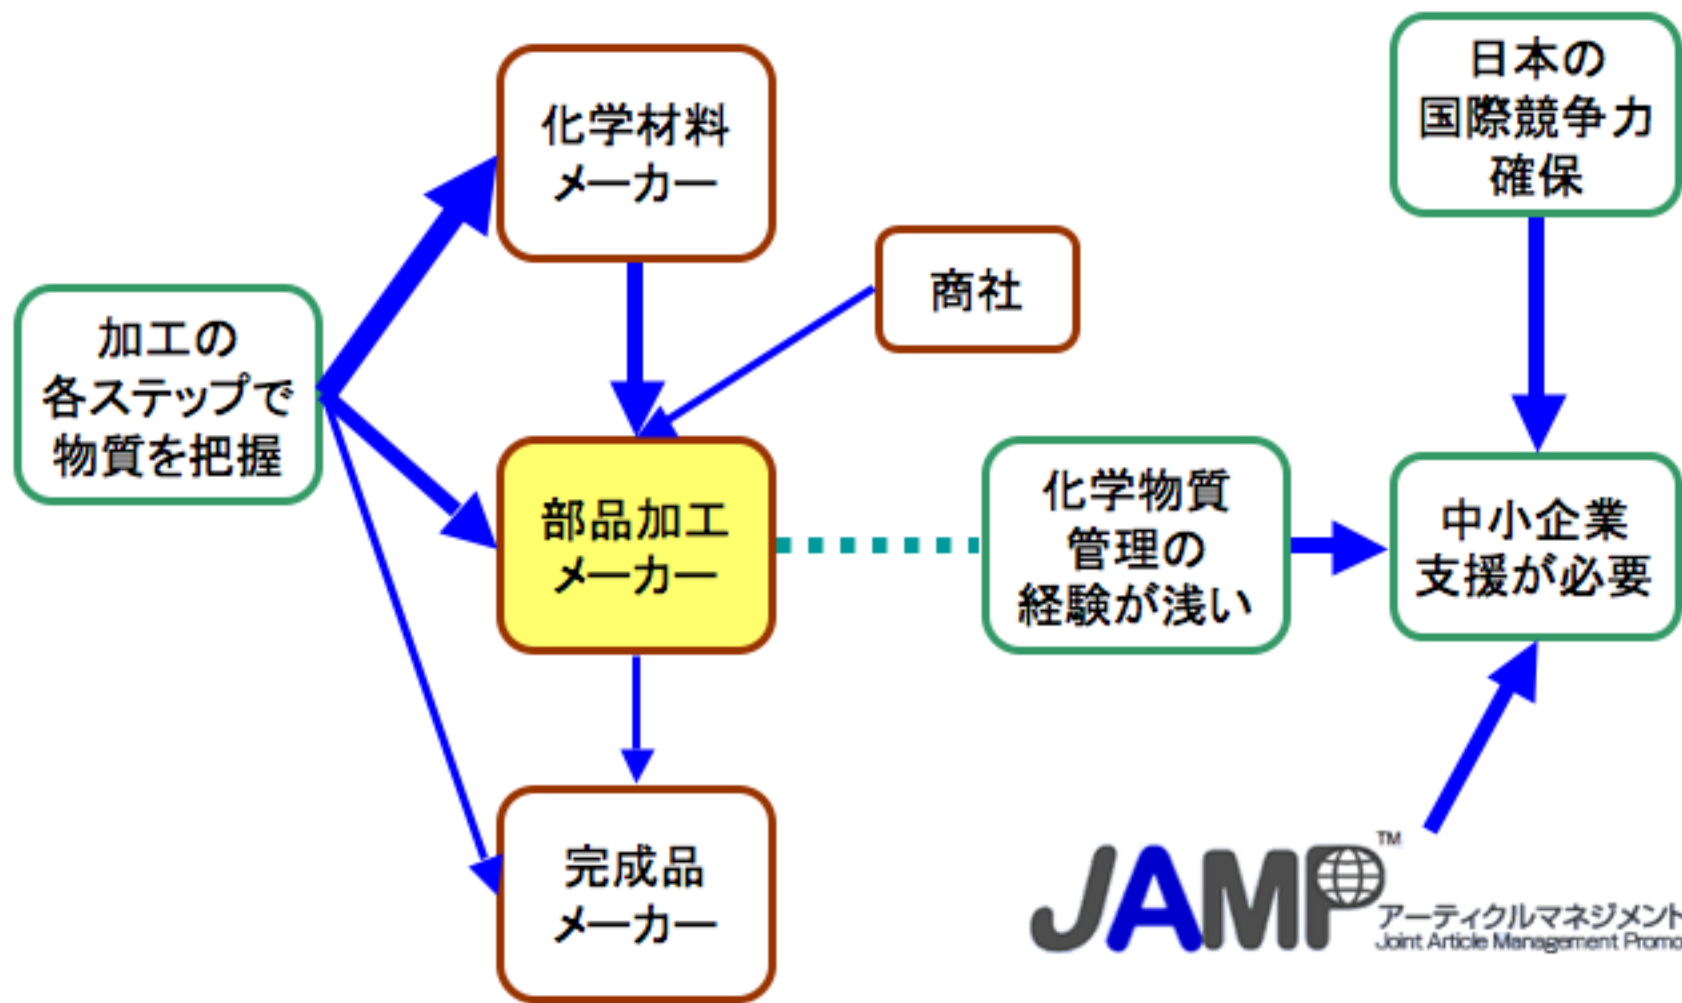 化学材料
メーカー
日本の
国際競争力
確保
商社
加工の
各ステップで
物質を把握
部品加工
メーカー
化学物質
管理の
経験が浅い
中小企業
支援が必要
完成品
メーカー
JAMP™
アーティクルマネジメント
Joint Article Management Promo